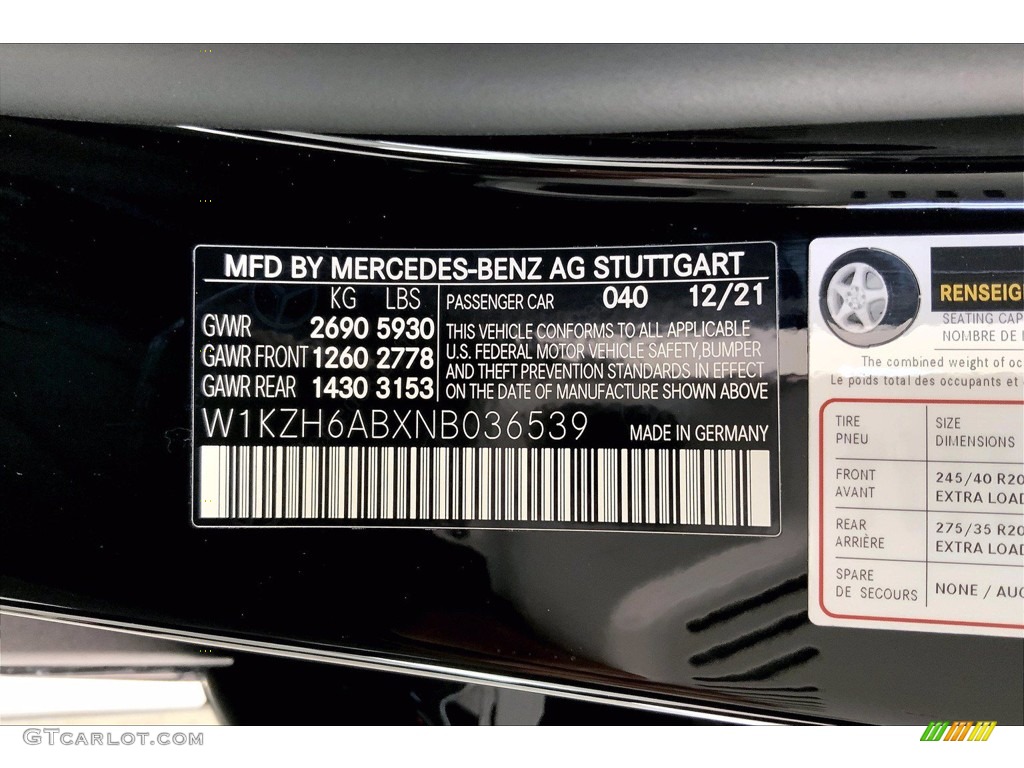 MFD BY MERCEDES-BENZ AG STUTTGART
KG LBS
GVWR 2690 5930
GAWR FRONT 1260 2778
GAWR REAR 1430 3153
PASSENGER CAR 040 12/21
THIS VEHICLE CONFORMS TO ALL APPLICABLE
U.S. FEDERAL MOTOR VEHICLE SAFETY, BUMPER
AND THEFT PREVENTION STANDARDS IN EFFECT
ON THE DATE OF MANUFACTURE SHOWN ABOVE
W1KZH6ABXNB036539
MADE IN GERMANY
RENSEIG
SEATING CAP
NOMBRE DE
The combined weight of oc
Le poids total des occupants et
TIRE
PNEU
SIZE
DIMENSIONS
FRONT
AVANT
245/40 R20
EXTRA LOAD
REAR
ARRIÈRE
275/35 R20
EXTRA LOAD
SPARE
DE SECOURS
NONE / AUC
GTcarlot.com